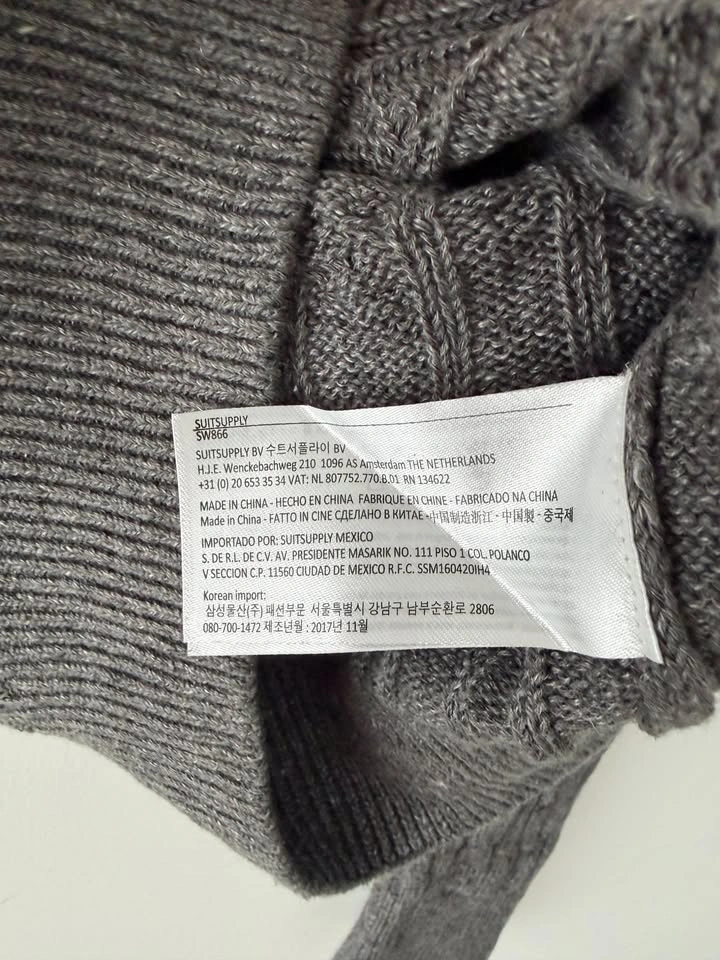 SUITSUPPLY
SW866
SUITSUPPLY BV 수트서플라이 BV
H.J.E. Wenckebachweg 210 1096 AS Amsterdam THE NETHERLANDS
+31 (0) 20 653 35 34 VAT: NL 807752.770.B.01 RN 134622
MADE IN CHINA - HECHO EN CHINA FABRIQUE EN CHINE - FABRICADO NA CHINA
Made in China - FATTO IN CINE СДЕЛАНО В КИТАЕ -中国制造浙江 - 中国製 - 중국제
IMPORTADO POR: SUITSUPPLY MEXICO
S. DE R.L. DE C.V. AV. PRESIDENTE MASARIK NO. 111 PISO 1 COL. POLANCO
V SECCION C.P. 11560 CIUDAD DE MEXICO R.F.C. SSM160420IH4
Korean import:
삼성물산(주) 패션부문 서울특별시 강남구 남부순환로 2806
080-700-1472 제조년월 : 2017년 11월